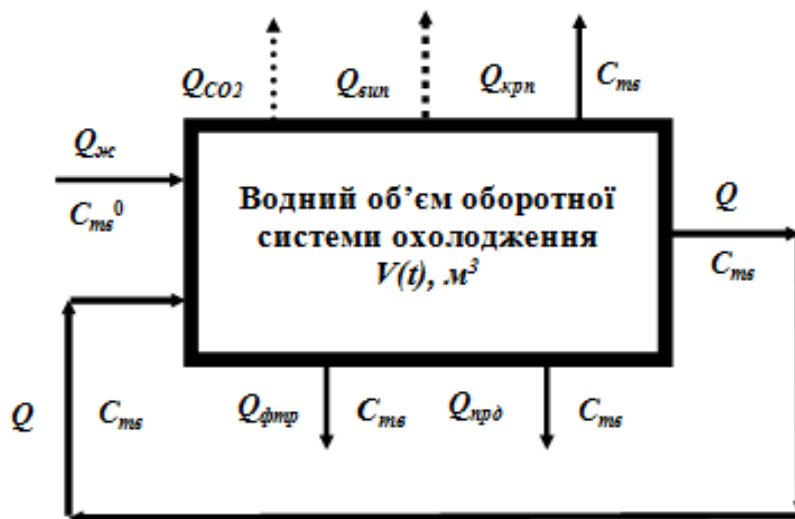 Q_CO2 Q_вип Q_крп C_тв
Q_ж
C_тв^0
Водний об’єм оборотної
системи охолодження
V(t), м^3
Q
C_тв
Q C_тв
Q_фтр C_тв Q_прд C_тв